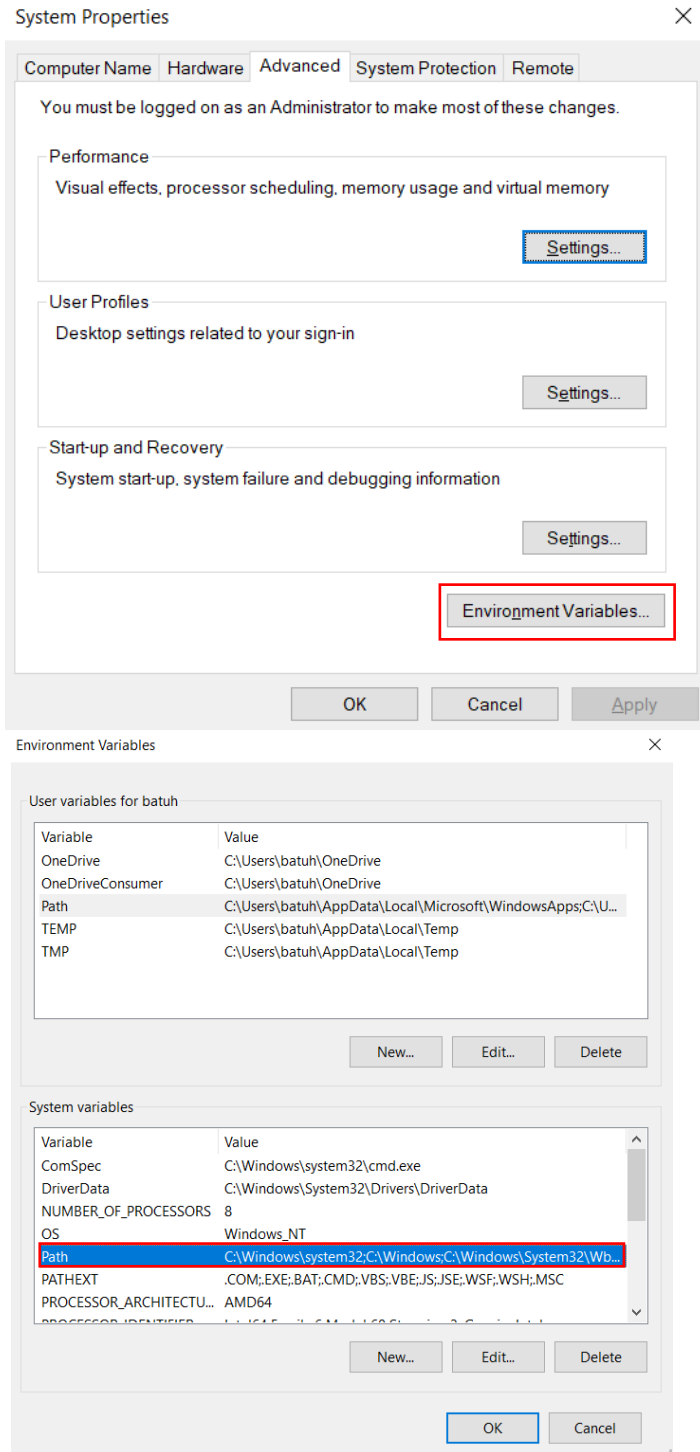 System Properties
Computer Name Hardware Advanced System Protection Remote
You must be logged on as an Administrator to make most of these changes.
Performance
Visual effects, processor scheduling, memory usage and virtual memory
Settings...
User Profiles
Desktop settings related to your sign-in
Settings...
Start-up and Recovery
System start-up, system failure and debugging information
Settings...
Environment Variables...
OK Cancel Apply
Environment Variables
User variables for batuh
Variable Value
OneDrive C:\Users\batuh\OneDrive
OneDriveConsumer C:\Users\batuh\OneDrive
Path C:\Users\batuh\AppData\Local\Microsoft\WindowsApps;C:\U...
TEMP C:\Users\batuh\AppData\Local\Temp
TMP C:\Users\batuh\AppData\Local\Temp
New... Edit... Delete
System variables
Variable Value
ComSpec C:\Windows\system32\cmd.exe
DriverData C:\Windows\System32\Drivers\DriverData
NUMBER_OF_PROCESSORS 8
OS Windows_NT
Path C:\Windows\system32;C:\Windows;C:\Windows\System32\Wb...
PATHEXT .COM;.EXE;.BAT;.CMD;.VBS;.VBE;.JS;.JSE;.WSF;.WSH;.MSC
PROCESSOR_ARCHITECTU... AMD64
New... Edit... Delete
OK Cancel